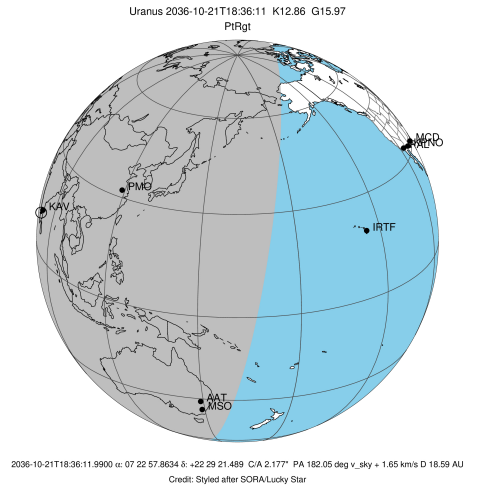 Uranus 2036-10-21T18:36:11 K12.86 G15.97
PtRgt
MCD
PMO
KAV
IRTF
AAT
MSO
2036-10-21T18:36:11.9900 α: 07 22 57.8634 δ: +22 29 21.489 C/A 2.177" PA 182.05 deg v_sky + 1.65 km/s D 18.59 AU
Credit: Styled after SORA/Lucky Star